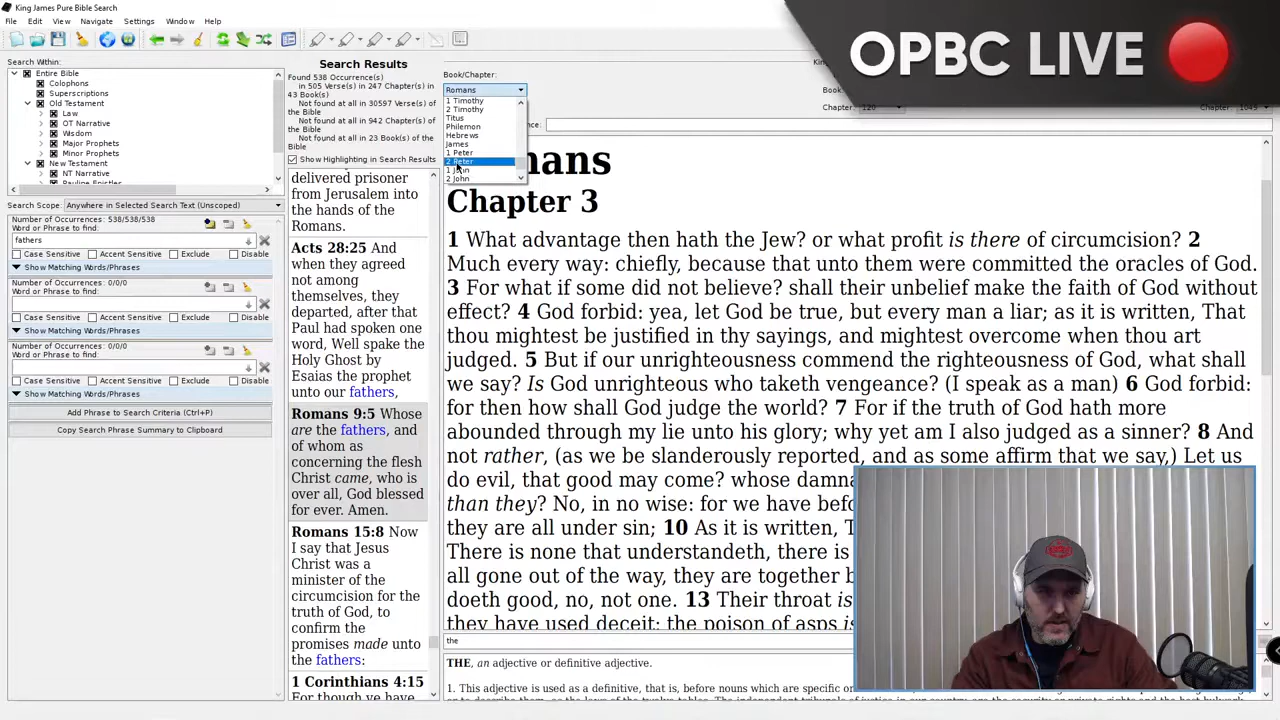 King James Pure Bible Search
File Edit View Navigate Settings Window Help
OPBC LIVE
Search Within:
Entire Bible
Colophons
Superscriptions
Old Testament
Law
OT Narrative
Wisdom
Major Prophets
Minor Prophets
New Testament
NT Narrative
Pauline Epistles
Search Scope: Anywhere in Selected Search Text (Unscoped)
Number of Occurrences: 538/538/538
Word or Phrase to find:
fathers
Case Sensitive Accent Sensitive Exclude Disable
Show Matching Words/Phrases
Number of Occurrences: 0/0/0
Word or Phrase to find:
Case Sensitive Accent Sensitive Exclude Disable
Show Matching Words/Phrases
Number of Occurrences: 0/0/0
Word or Phrase to find:
Case Sensitive Accent Sensitive Exclude Disable
Show Matching Words/Phrases
Add Phrase to Search Criteria (Ctrl+P)
Copy Search Phrase Summary to Clipboard
Search Results
Found 538 Occurrence(s)
in 505 Verse(s) in 247 Chapter(s) in
43 Book(s)
Not found at all in 30597 Verse(s) of
the Bible
Not found at all in 942 Chapter(s) of
the Bible
Not found at all in 23 Book(s) of the
Bible
Show Highlighting in Search Results
delivered prisoner
from Jerusalem into
the hands of the
Romans.
Acts 28:25 And
when they agreed
not among
themselves, they
departed, after that
Paul had spoken one
word, Well spake the
Holy Ghost by
Esaias the prophet
unto our fathers,
Romans 9:5 Whose
are the fathers, and
of whom as
concerning the flesh
Christ came, who is
over all, God blessed
for ever. Amen.
Romans 15:8 Now
I say that Jesus
Christ was a
minister of the
circumcision for the
truth of God, to
confirm the
promises made unto
the fathers:
1 Corinthians 4:15
For though ye have
Book/Chapter:
Romans
1 Timothy
2 Timothy
Titus
Philemon
Hebrews
James
1 Peter
2 Peter
1 John
2 John
Chapter: 120
Chapter: 1045
Chapter 3
1 What advantage then hath the Jew? or what profit is there of circumcision? 2
Much every way: chiefly, because that unto them were committed the oracles of God.
3 For what if some did not believe? shall their unbelief make the faith of God without
effect? 4 God forbid: yea, let God be true, but every man a liar; as it is written, That
thou mightest be justified in thy sayings, and mightest overcome when thou art
judged. 5 But if our unrighteousness commend the righteousness of God, what shall
we say? Is God unrighteous who taketh vengeance? (I speak as a man) 6 God forbid:
for then how shall God judge the world? 7 For if the truth of God hath more
abounded through my lie unto his glory; why yet am I also judged as a sinner? 8 And
not rather, (as we be slanderously reported, and as some affirm that we say,) Let us
do evil, that good may come? whose damna
than they? No, in no wise: for we have befo
they are all under sin; 10 As it is written, T
There is none that understandeth, there is
all gone out of the way, they are together b
doeth good, no, not one. 13 Their throat is
they have used deceit; the poison of asps is
the
THE, an adjective or definitive adjective.
1. This adjective is used as a definitive, that is, before nouns which are specific or